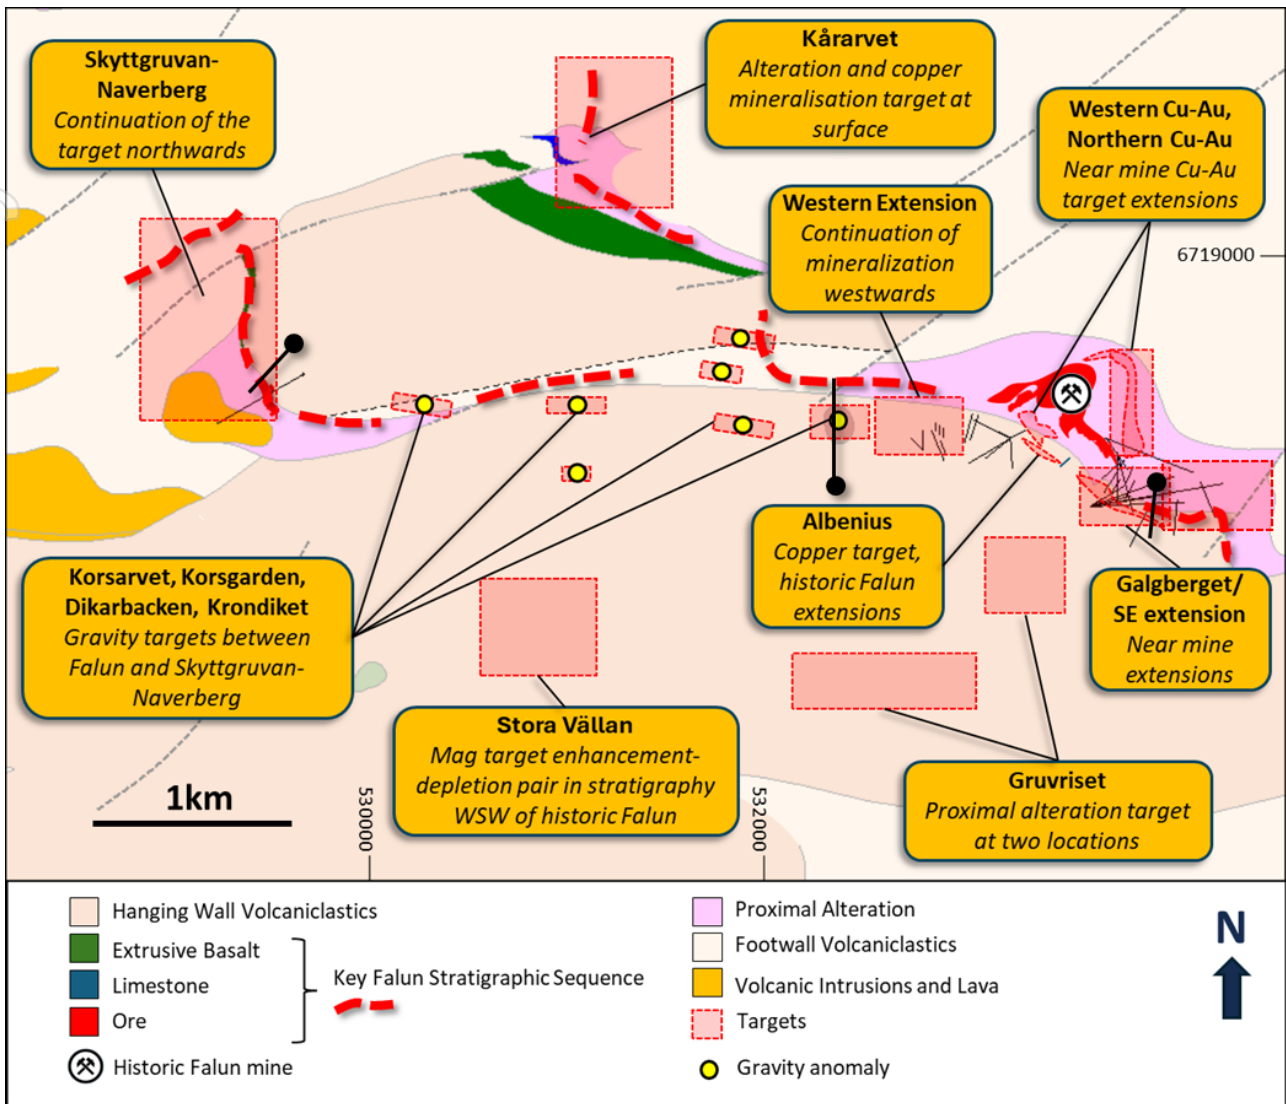 Skyttgruvan-
Naverberg
Continuation of the
target northwards
Kårarvet
Alteration and copper
mineralisation target at
surface
Western Cu-Au,
Northern Cu-Au
Near mine Cu-Au
target extensions
Western Extension
Continuation of
mineralization
westwards
6719000
Korsarvet, Korsgarden,
Dikarbacken, Krondiket
Gravity targets between
Falun and Skyttgruvan-
Naverberg
Albenius
Copper target,
historic Falun
extensions
Galgberget/
SE extension
Near mine
extensions
Stora Vällan
Mag target enhancement-
depletion pair in stratigraphy
WSW of historic Falun
Gruvriset
Proximal alteration target
at two locations
1km
530000
532000
Hanging Wall Volcaniclastics
Extrusive Basalt
Limestone
Ore
Key Falun Stratigraphic Sequence
Historic Falun mine
Proximal Alteration
Footwall Volcaniclastics
Volcanic Intrusions and Lava
Targets
Gravity anomaly
N